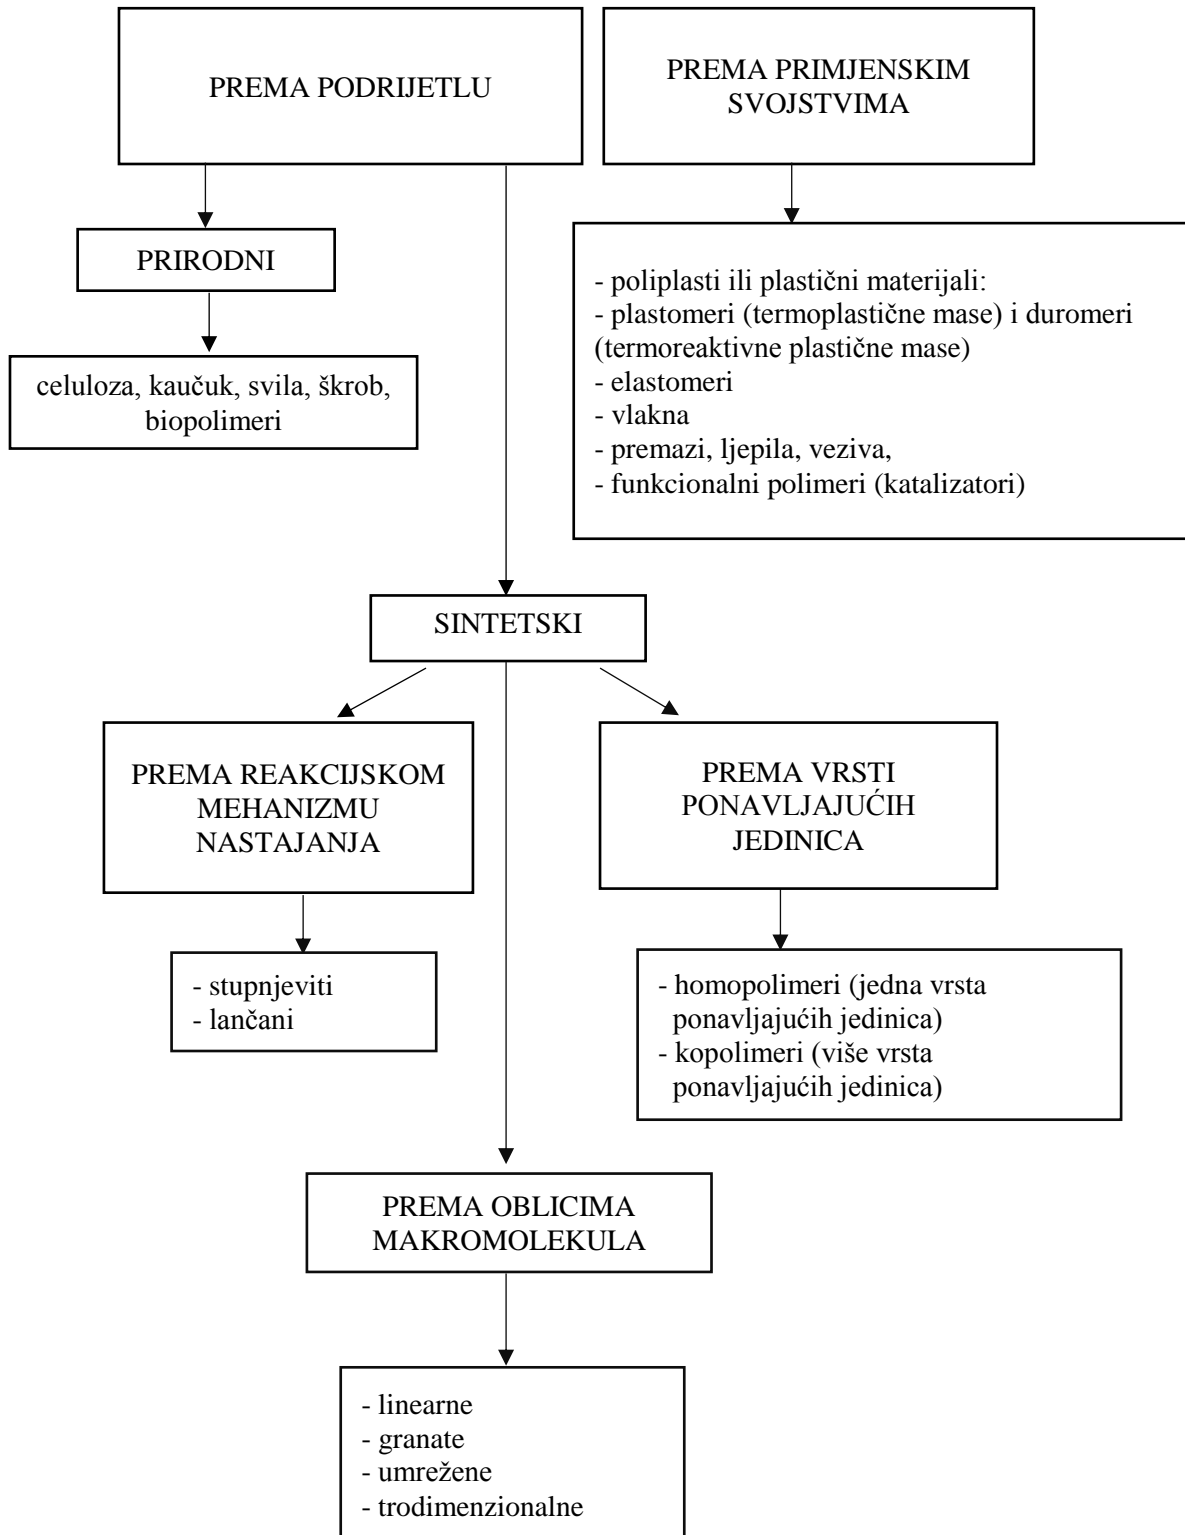 PREMA PODRIJETLU
PREMA PRIMJENSKIM
SVOJSTVIMA
PRIRODNI
celuloza, kaučuk, svila, škrob,
biopolimeri
- poliplasti ili plastični materijali:
- plastomeri (termoplastične mase) i duromeri
(termoreaktivne plastične mase)
- elastomeri
- vlakna
- premazi, ljepila, veziva,
- funkcionalni polimeri (katalizatori)
SINTETSKI
PREMA REAKCIJSKOM
MEHANIZMU
NASTAJANJA
PREMA VRSTI
PONAVLJAJUĆIH
JEDINICA
- stupnjeviti
- lančani
- homopolimeri (jedna vrsta
ponavljajućih jedinica)
- kopolimeri (više vrsta
ponavljajućih jedinica)
PREMA OBLICIMA
MAKROMOLEKULA
- linearne
- granate
- umrežene
- trodimenzionalne